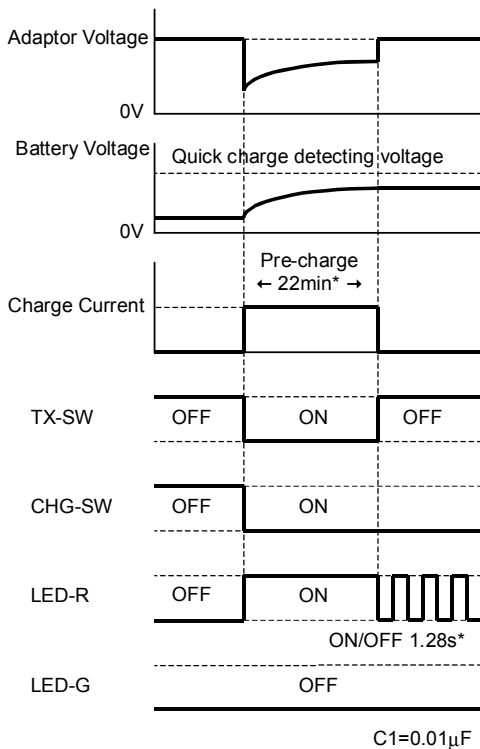 Adaptor Voltage
0V
Battery Voltage
Quick charge detecting voltage
0V
Pre-charge
← 22min* →
Charge Current
TX-SW OFF ON OFF
CHG-SW OFF ON
LED-R OFF ON
ON/OFF 1.28s*
LED-G OFF
C1=0.01μF